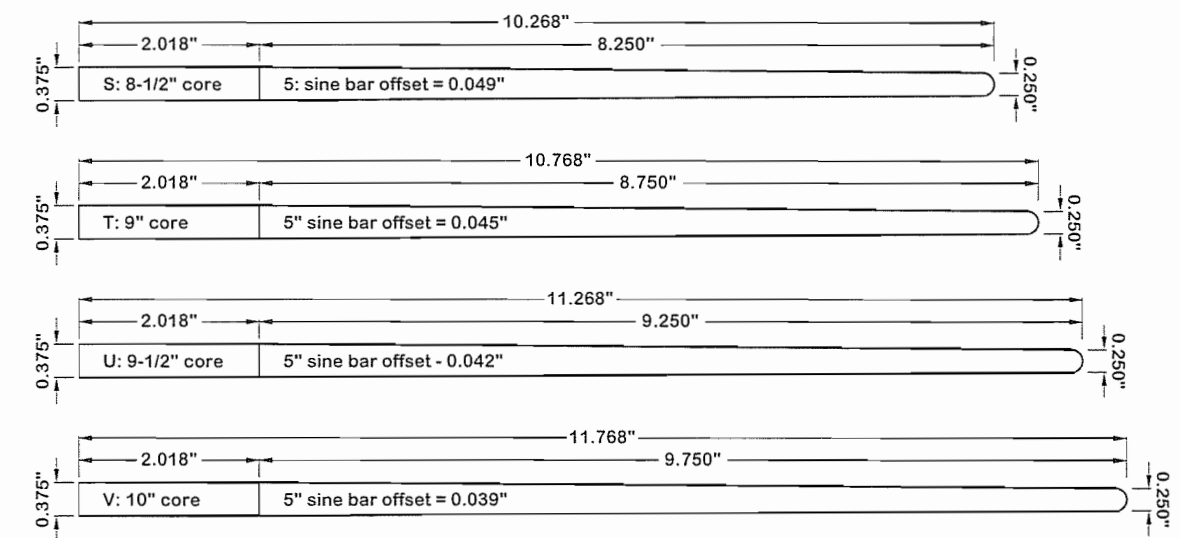 10.268"
2.018" 8.250"
0.375" S: 8-1/2" core 5: sine bar offset = 0.049" 0.250"
10.768"
2.018" 8.750"
0.375" T: 9" core 5" sine bar offset = 0.045" 0.250"
11.268"
2.018" 9.250"
0.375" U: 9-1/2" core 5" sine bar offset - 0.042" 0.250"
11.768"
2.018" 9.750"
0.375" V: 10" core 5" sine bar offset = 0.039" 0.250"